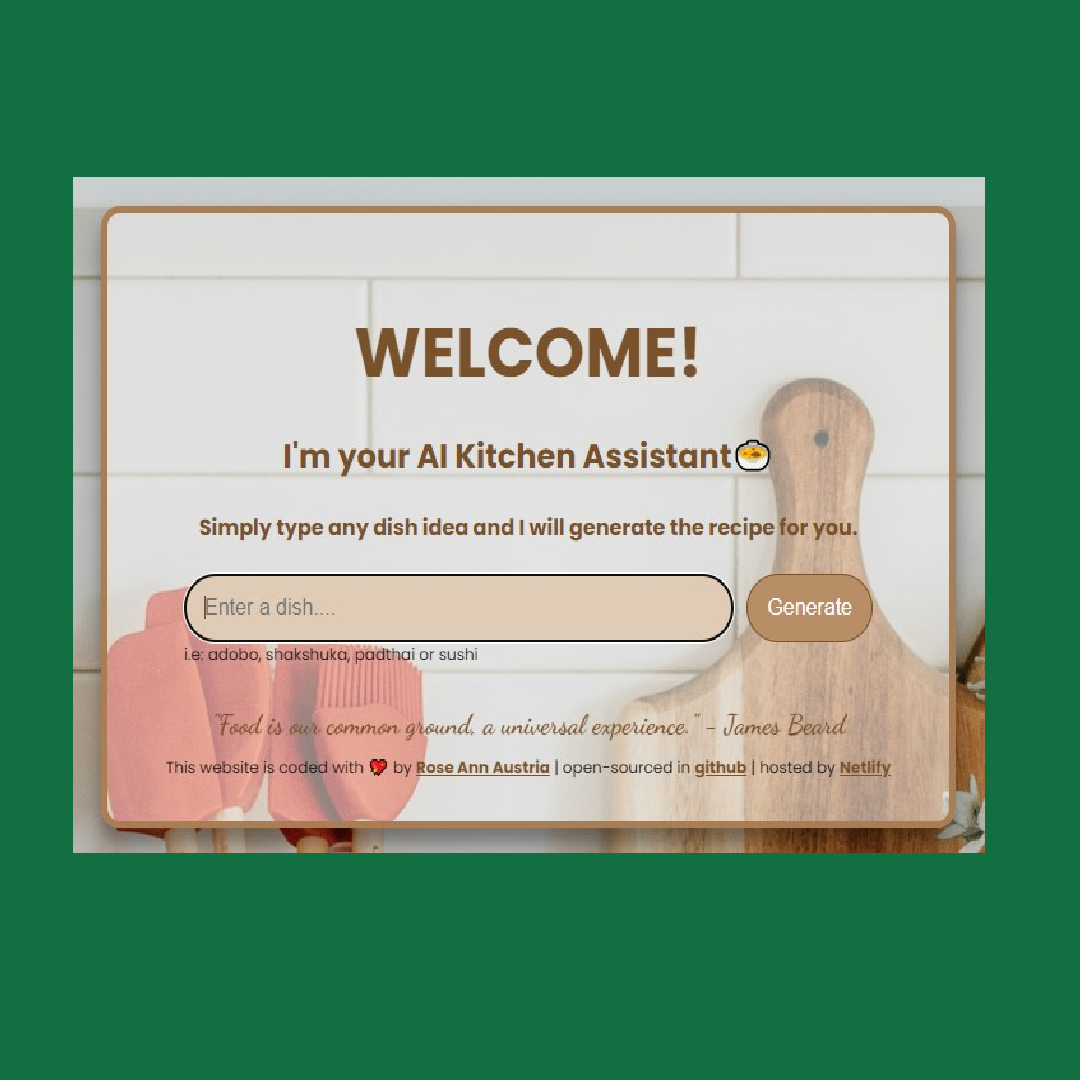 WELCOME!
I'm your AI Kitchen Assistant🍲
Simply type any dish idea and I will generate the recipe for you.
Enter a dish....
Generate
i.e: adobo, shakshuka, padthai or sushi
"Food is our common ground, a universal experience." - James Beard
This website is coded with 💖 by Rose Ann Austria | open-sourced in github | hosted by Netlify